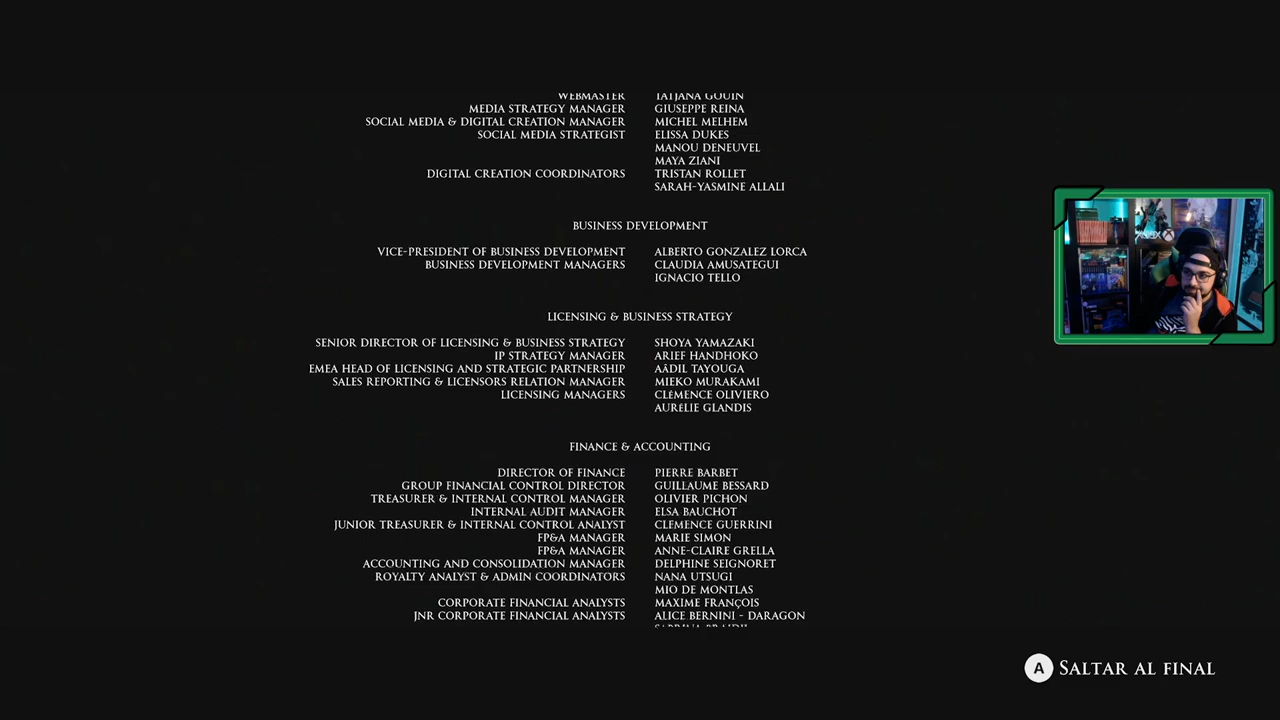 WEBMASTER TATJANA GOUIN
MEDIA STRATEGY MANAGER GIUSEPPE REINA
SOCIAL MEDIA & DIGITAL CREATION MANAGER MICHEL MELHEM
SOCIAL MEDIA STRATEGIST ELISSA DUKES
MANOU DENEUVEL
MAYA ZIANI
DIGITAL CREATION COORDINATORS TRISTAN ROLLET
SARAH-YASMINE ALLALI
BUSINESS DEVELOPMENT
VICE-PRESIDENT OF BUSINESS DEVELOPMENT ALBERTO GONZALEZ LORCA
BUSINESS DEVELOPMENT MANAGERS CLAUDIA AMUSATEGUI
IGNACIO TELLO
LICENSING & BUSINESS STRATEGY
SENIOR DIRECTOR OF LICENSING & BUSINESS STRATEGY SHOYA YAMAZAKI
IP STRATEGY MANAGER ARIEF HANDHOKO
EMEA HEAD OF LICENSING AND STRATEGIC PARTNERSHIP AÂDIL TAYOUGA
SALES REPORTING & LICENSORS RELATION MANAGER MIEKO MURAKAMI
LICENSING MANAGERS CLÉMENCE OLIVIERO
AURÉLIE GLANDIS
FINANCE & ACCOUNTING
DIRECTOR OF FINANCE PIERRE BARBET
GROUP FINANCIAL CONTROL DIRECTOR GUILLAUME BESSARD
TREASURER & INTERNAL CONTROL MANAGER OLIVIER PICHON
INTERNAL AUDIT MANAGER ELSA BAUCHOT
JUNIOR TREASURER & INTERNAL CONTROL ANALYST CLEMENCE GUERRINI
FP&A MANAGER MARIE SIMON
FP&A MANAGER ANNE-CLAIRE GRELLA
ACCOUNTING AND CONSOLIDATION MANAGER DELPHINE SEIGNORET
ROYALTY ANALYST & ADMIN COORDINATORS NANA UTSUGI
MIO DE MONTLAS
CORPORATE FINANCIAL ANALYSTS MAXIME FRANÇOIS
JNR CORPORATE FINANCIAL ANALYSTS ALICE BERNINI - DARAGON
A SALTAR AL FINAL